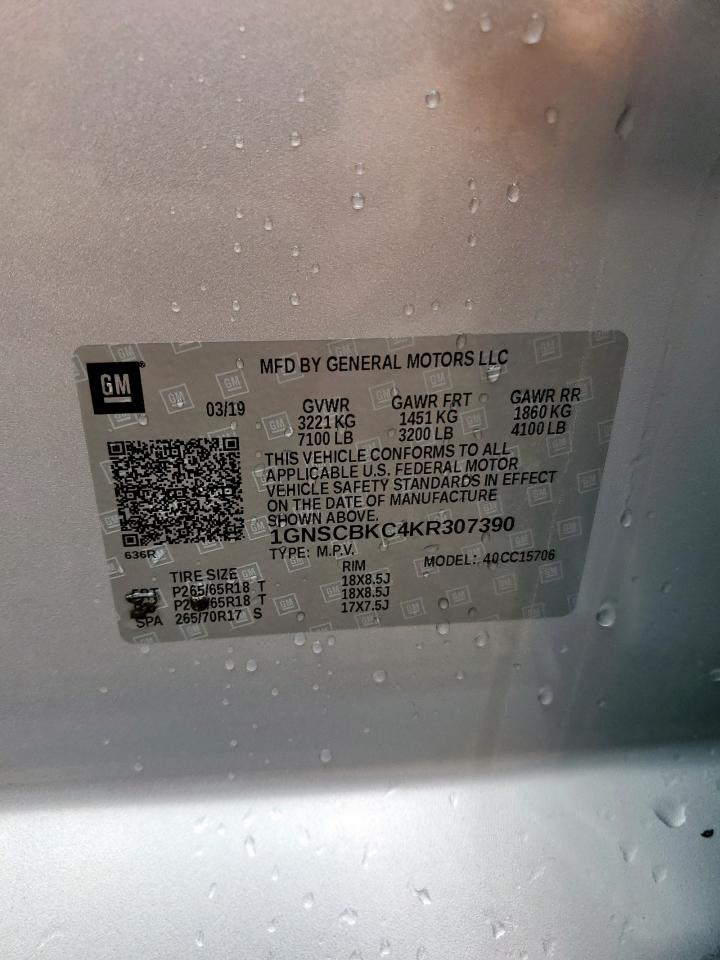 MFD BY GENERAL MOTORS LLC
GM
03/19
GVWR
3221 KG
7100 LB
GAWR FRT
1451 KG
3200 LB
GAWR RR
1860 KG
4100 LB
THIS VEHICLE CONFORMS TO ALL
APPLICABLE U.S. FEDERAL MOTOR
VEHICLE SAFETY STANDARDS IN EFFECT
ON THE DATE OF MANUFACTURE
SHOWN ABOVE.
1GNSCBKC4KR307390
636R
TYPE: M.P.V.
MODEL: 40CC15706
TIRE SIZE
RIM
P265/65R18 T
18X8.5J
65R18 T
18X8.5J
SPA 265/70R17 S
17X7.5J